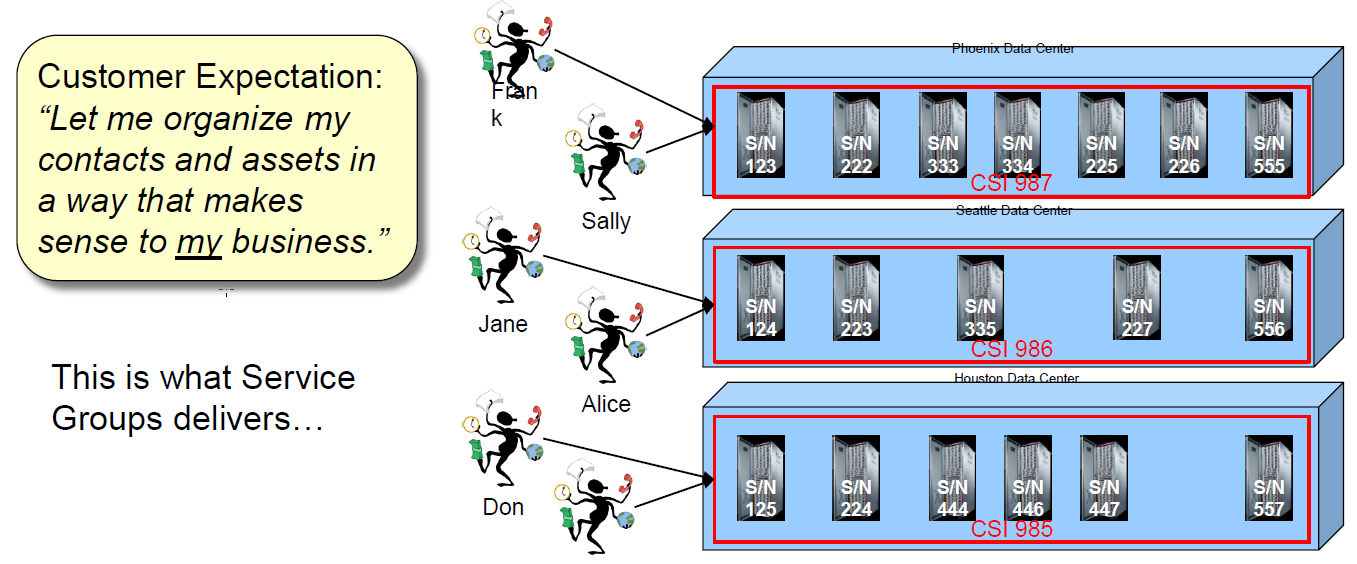 Customer Expectation:
“Let me organize my
contacts and assets in
a way that makes
sense to my business.”
This is what Service
Groups delivers…
Fran
k
Sally
Jane
Alice
Don
Phoenix Data Center
S/N
123
S/N
222
S/N
333
S/N
334
S/N
225
S/N
226
S/N
555
CSI 987
Seattle Data Center
S/N
124
S/N
223
S/N
335
S/N
227
S/N
556
CSI 986
Houston Data Center
S/N
125
S/N
224
S/N
444
S/N
446
S/N
447
S/N
557
CSI 985